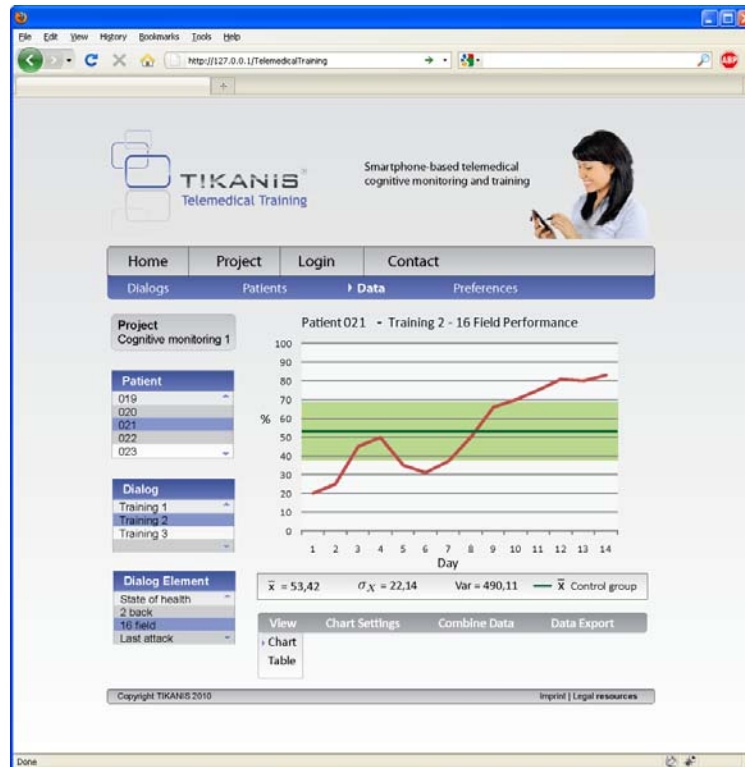 File Edit View History Bookmarks Tools Help
http://127.0.0.1/TelemedicalTraining
ABP
TIKANIS®
Telemedical Training
Smartphone-based telemedical
cognitive monitoring and training
Home Project Login Contact
Dialogs Patients Data Preferences
Project
Cognitive monitoring 1
Patient
019
020
021
022
023
Dialog
Training 1
Training 2
Training 3
Dialog Element
State of health
2 back
16 field
Last attack
Patient 021 - Training 2 - 16 Field Performance
100
90
80
70
% 60
50
40
30
20
10
0
1 2 3 4 5 6 7 8 9 10 11 12 13 14
Day
x̅ = 53,42 σX = 22,14 Var = 490,11 x̅ Control group
View Chart Settings Combine Data Data Export
Chart
Table
Copyright TIKANIS 2010 Imprint | Legal resources
Done